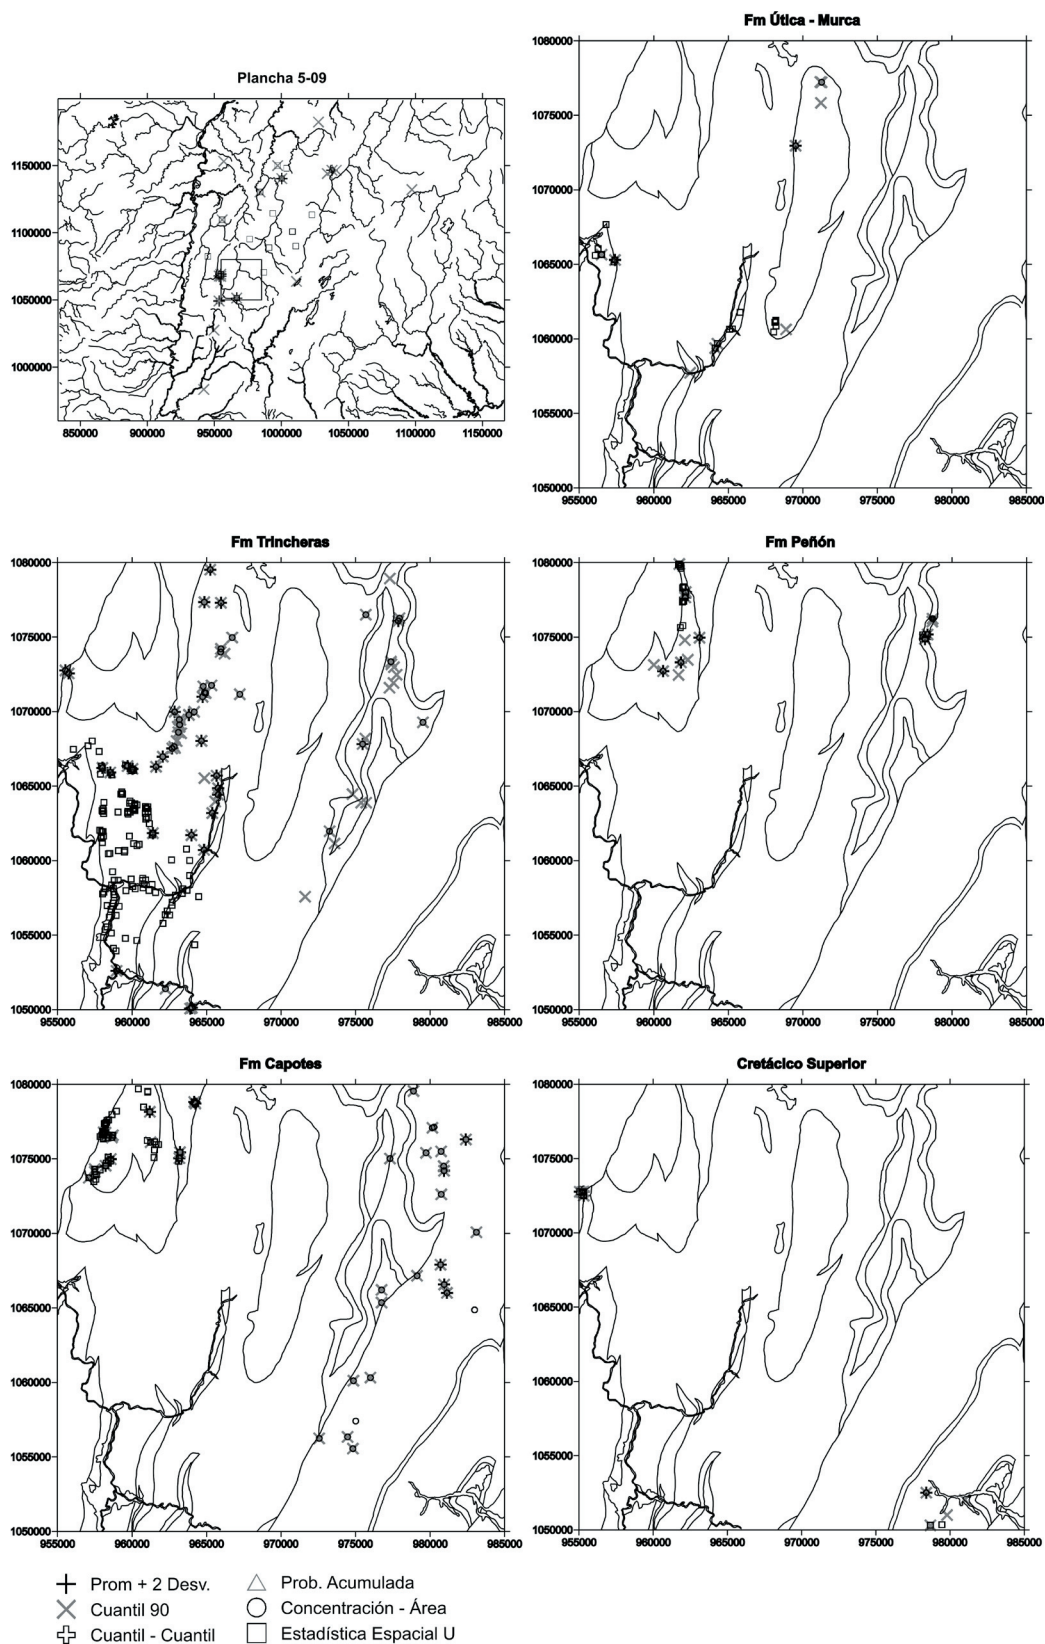 Fm Útica - Murca
1080000
1075000
1070000
1065000
1060000
1055000
1050000
955000 960000 965000 970000 975000 980000 985000
Plancha 5-09
1150000
1100000
1050000
1000000
850000 900000 950000 1000000 1050000 1100000 1150000
Fm Trincheras
1080000
1075000
1070000
1065000
1060000
1055000
1050000
955000 960000 965000 970000 975000 980000 985000
Fm Peñón
1080000
1075000
1070000
1065000
1060000
1055000
1050000
955000 960000 965000 970000 975000 980000 985000
Fm Capotes
1080000
1075000
1070000
1065000
1060000
1055000
1050000
955000 960000 965000 970000 975000 980000 985000
Cretácico Superior
1080000
1075000
1070000
1065000
1060000
1055000
1050000
955000 960000 965000 970000 975000 980000 985000
Prom + 2 Desv.
Cuantil 90
Cuantil - Cuantil
Prob. Acumulada
Concentración - Área
Estadística Espacial U